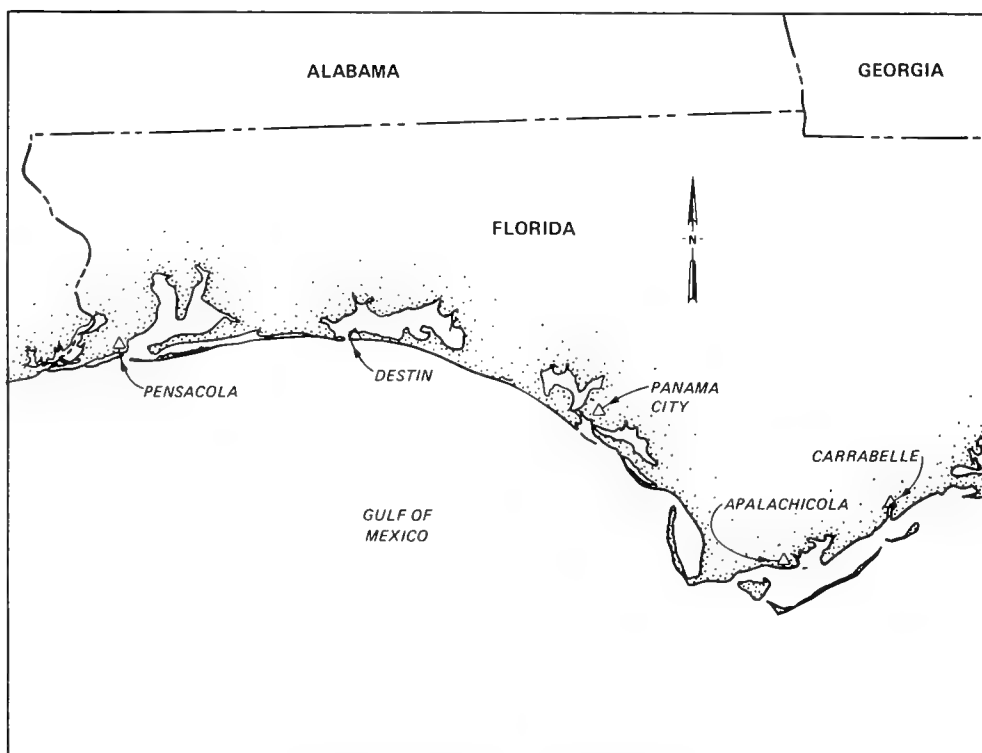 ALABAMA
GEORGIA
FLORIDA
N
PENSACOLA
DESTIN
PANAMA
CITY
CARRABELLE
APALACHICOLA
GULF OF
MEXICO